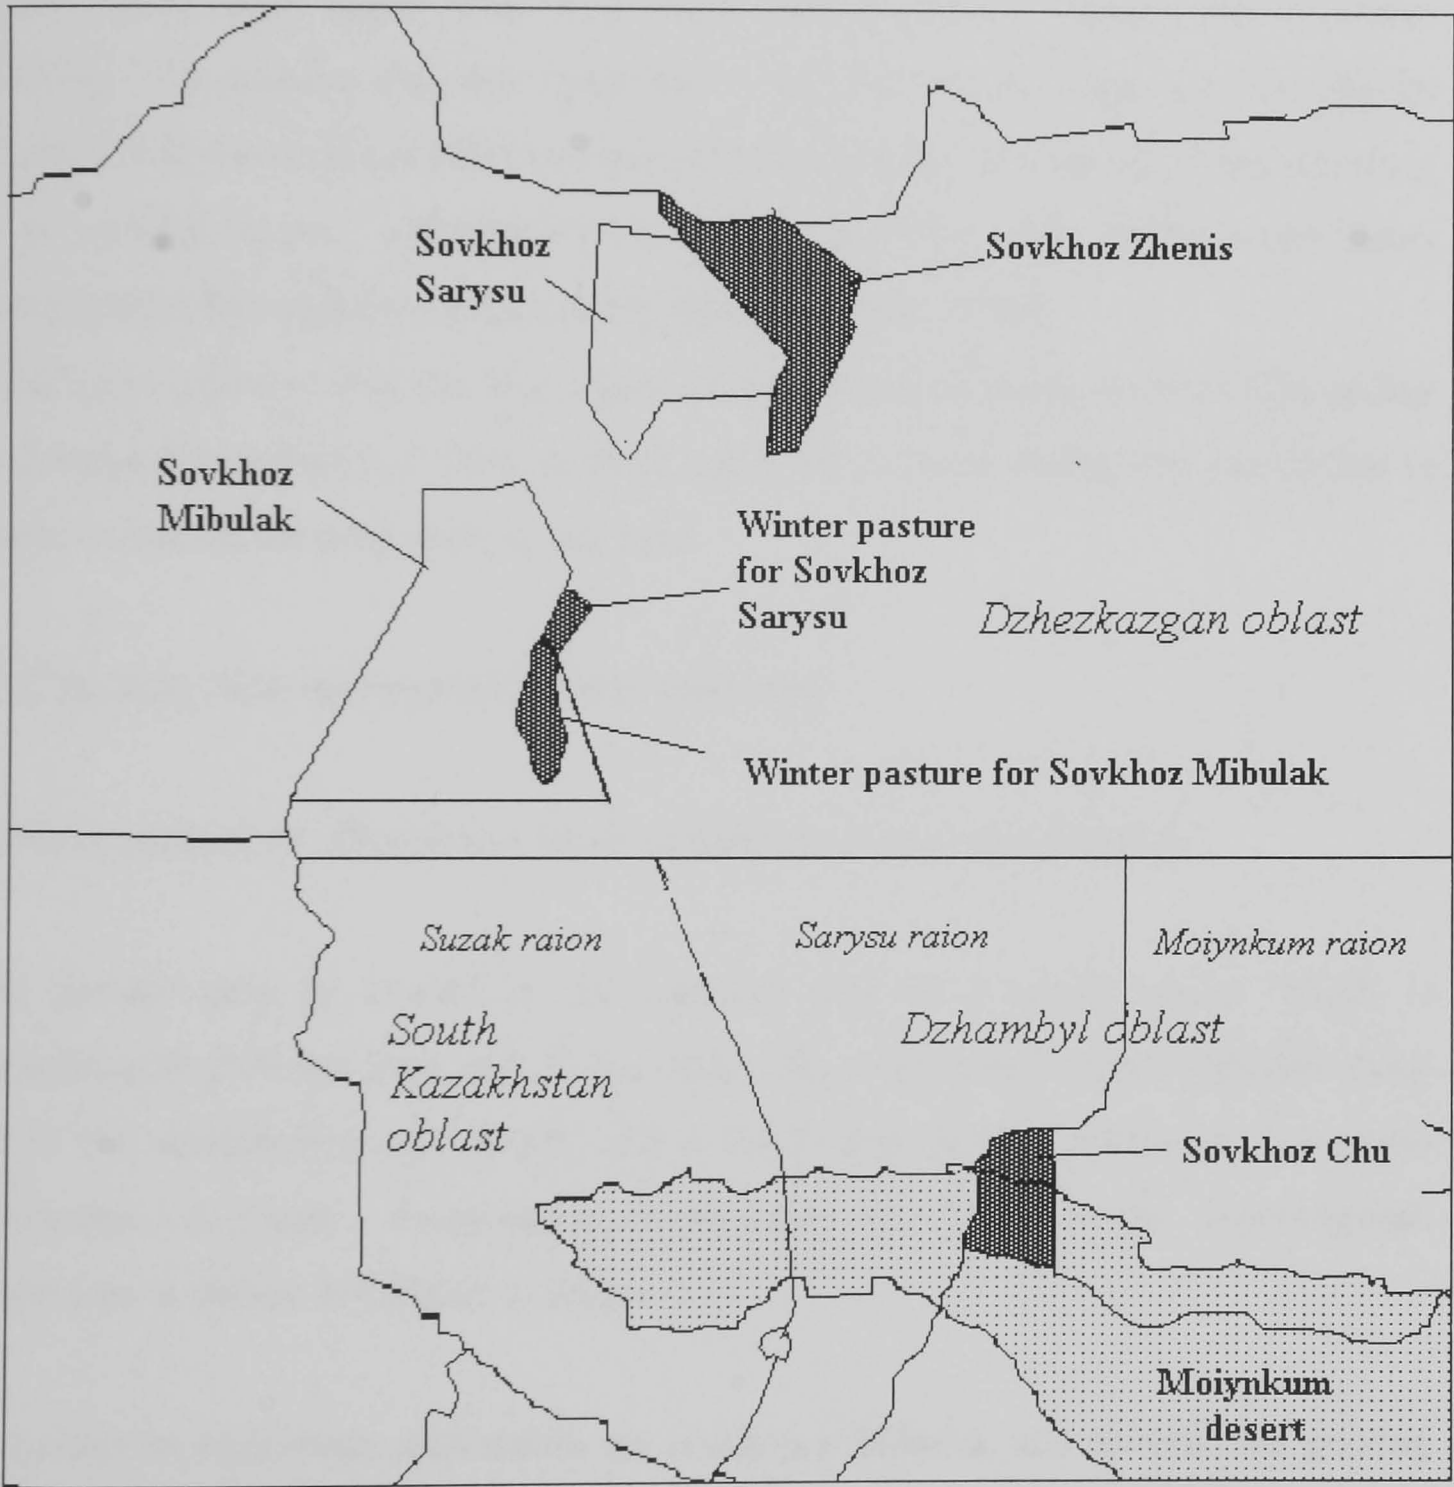 Sovkhoz
Sarysu
Sovkhoz Zhenis
Sovkhoz
Mibulak
Winter pasture
for Sovkhoz
Sarysu
Dzhezkazgan oblast
Winter pasture for Sovkhoz Mibulak
Suzak raion
Sarysu raion
Moiynkum raion
South
Kazakhstan
oblast
Dzhambyl oblast
Sovkhoz Chu
Moiynkum
desert